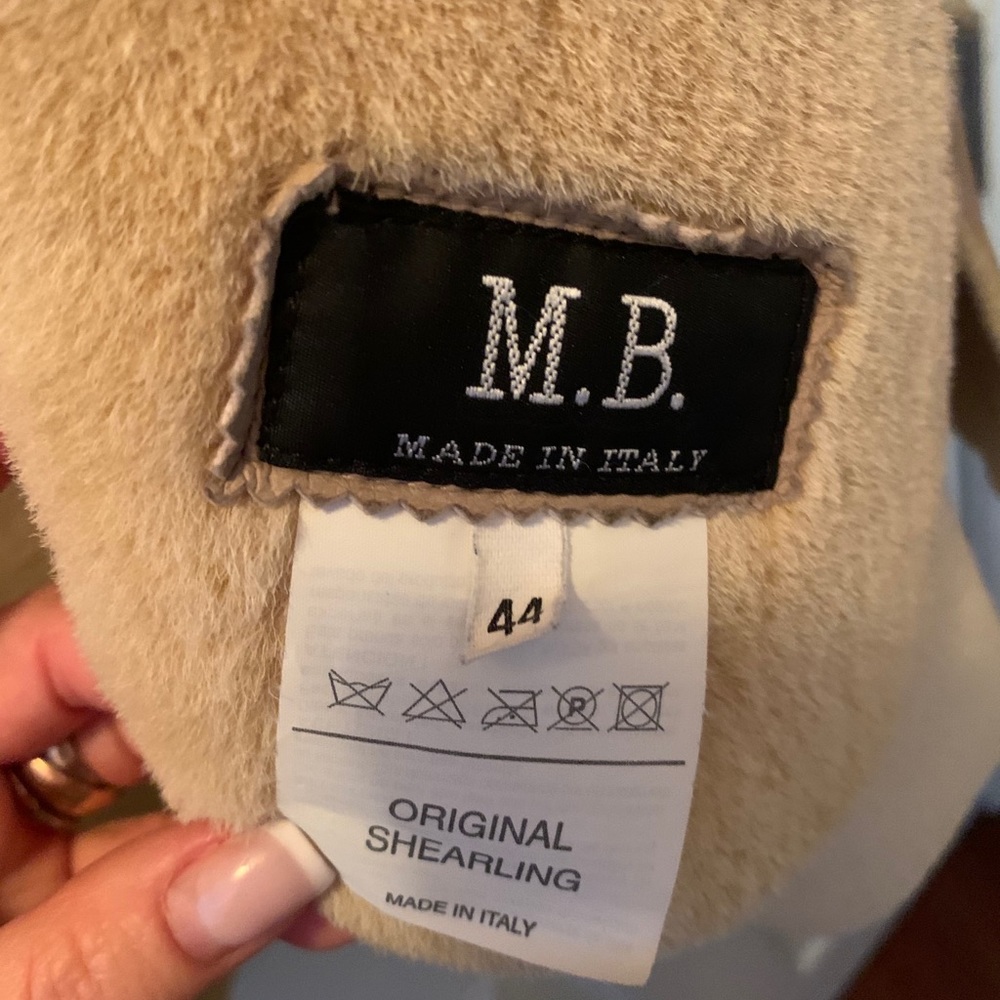 M.B.
MADE IN ITALY
44
P
ORIGINAL
SHEARLING
MADE IN ITALY